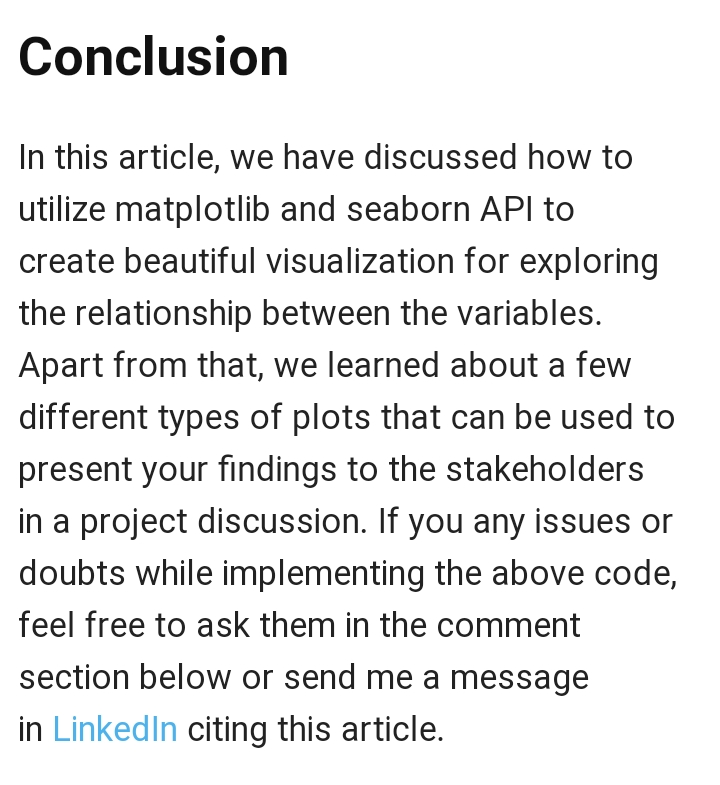 Conclusion
In this article, we have discussed how to
utilize matplotlib and seaborn API to
create beautiful visualization for exploring
the relationship between the variables.
Apart from that, we learned about a few
different types of plots that can be used to
present your findings to the stakeholders
in a project discussion. If you any issues or
doubts while implementing the above code,
feel free to ask them in the comment
section below or send me a message
in LinkedIn citing this article.